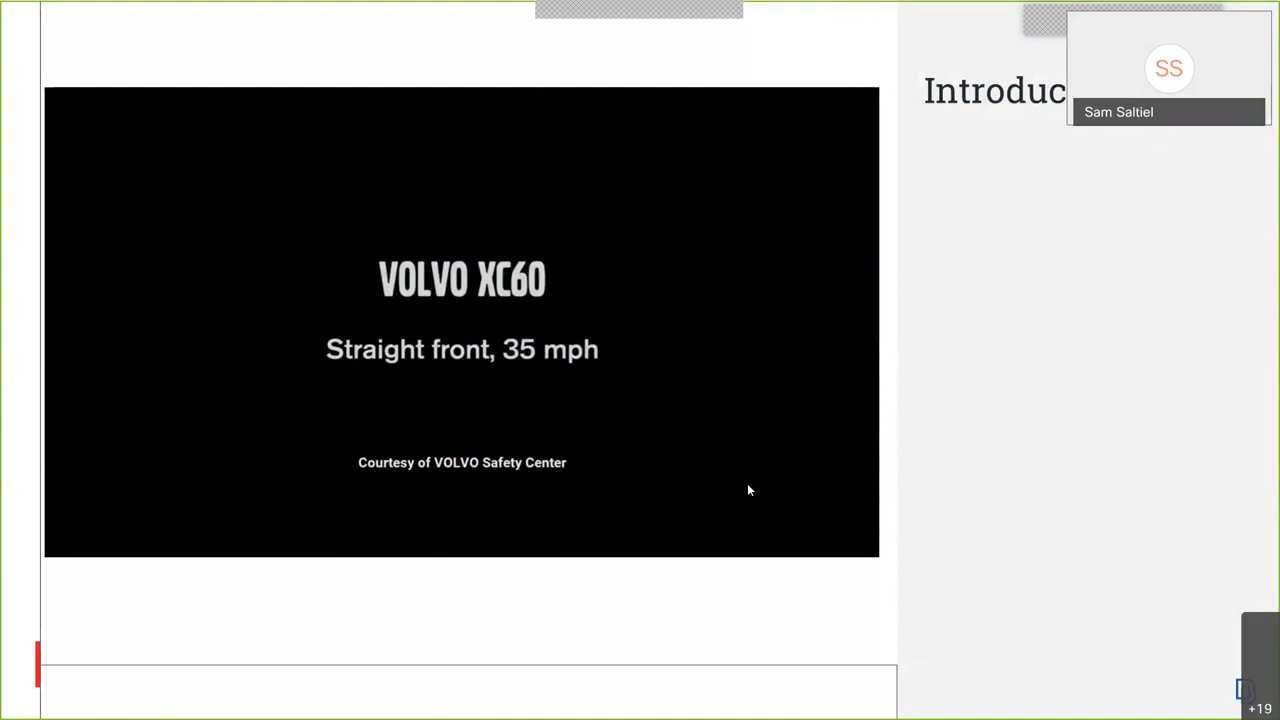 Introduc
SS
Sam Saltiel
VOLVO XC60
Straight front, 35 mph
Courtesy of VOLVO Safety Center
+19